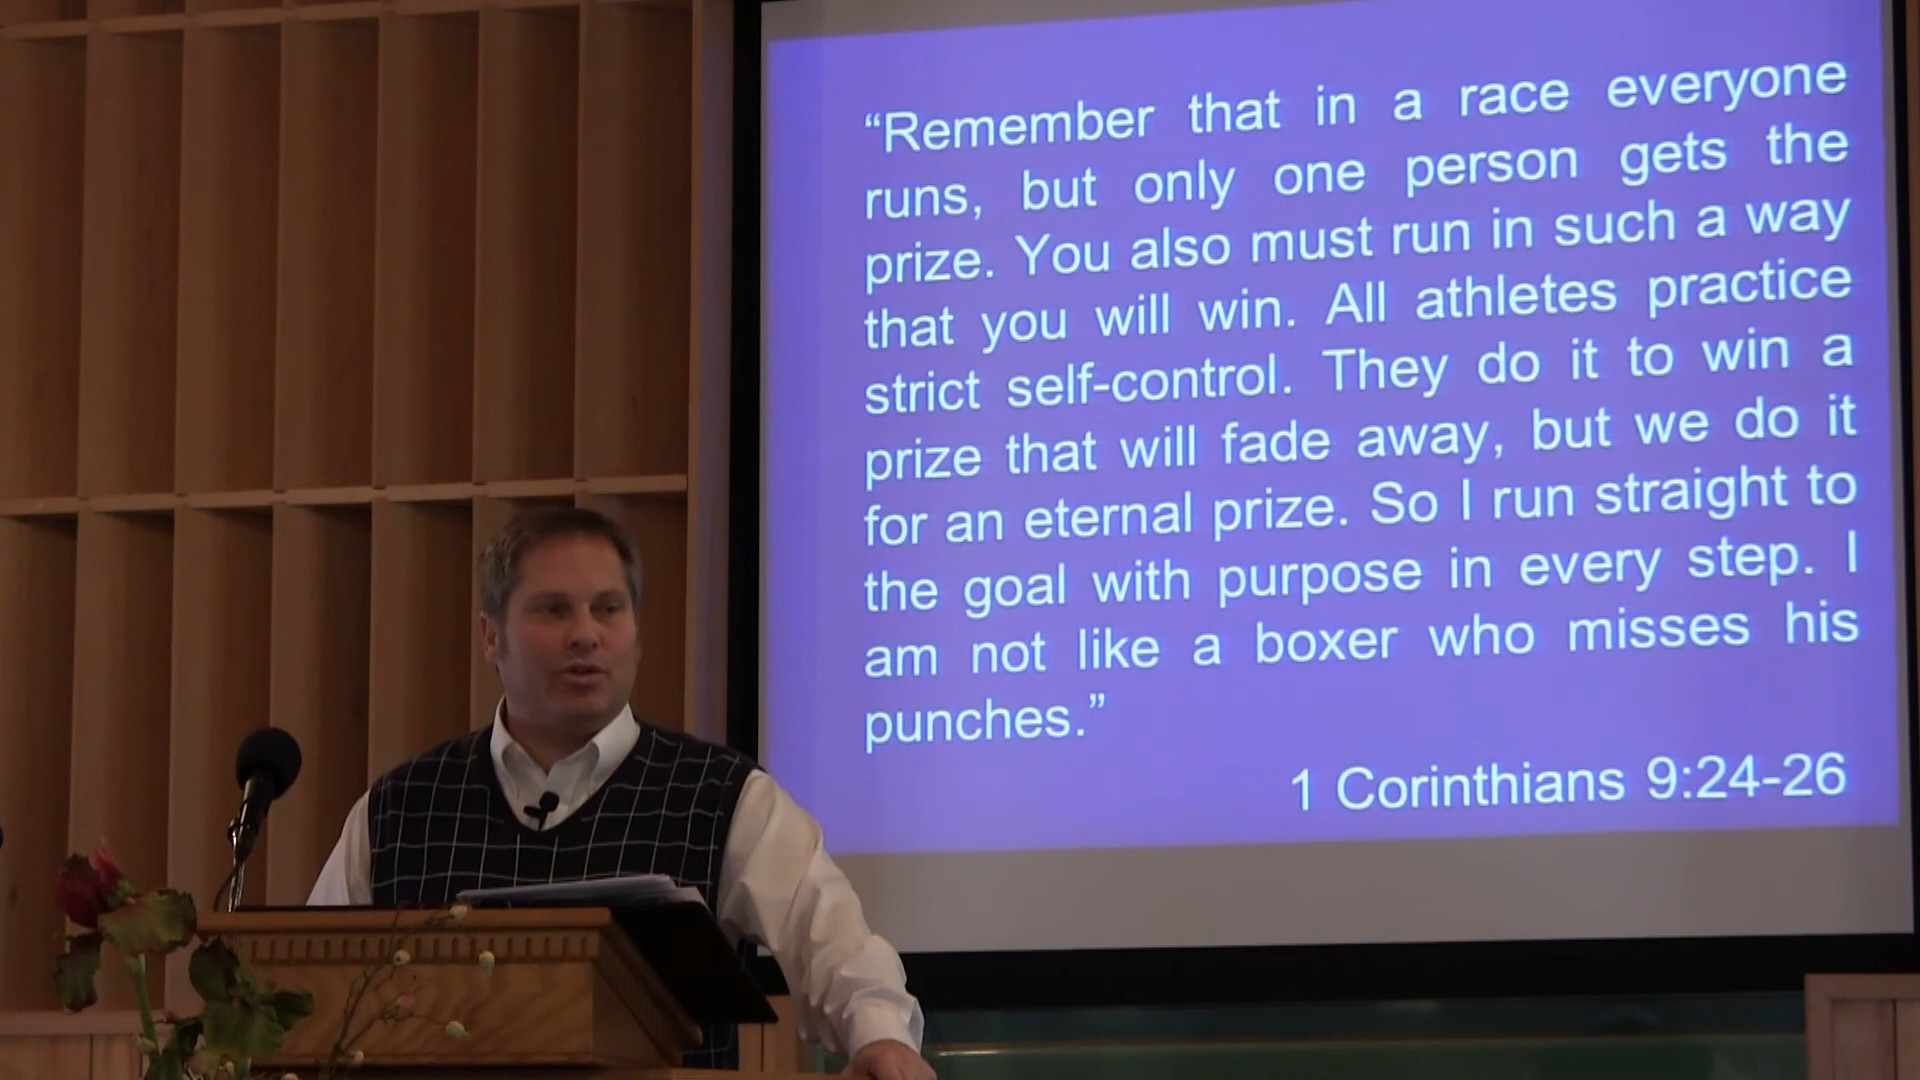 “Remember that in a race everyone
runs, but only one person gets the
prize. You also must run in such a way
that you will win. All athletes practice
strict self-control. They do it to win a
prize that will fade away, but we do it
for an eternal prize. So I run straight to
the goal with purpose in every step. I
am not like a boxer who misses his
punches.”
1 Corinthians 9:24-26